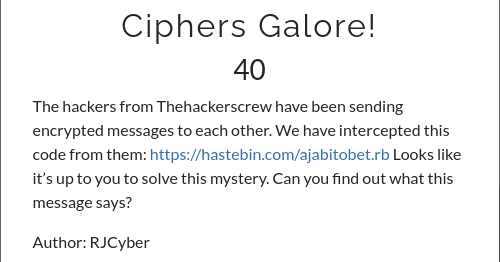 Ciphers Galore!
40
The hackers from Thehackerscrew have been sending
encrypted messages to each other. We have intercepted this
code from them: https://hastebin.com/ajabitobet.rb Looks like
it’s up to you to solve this mystery. Can you find out what this
message says?
Author: RJCyber